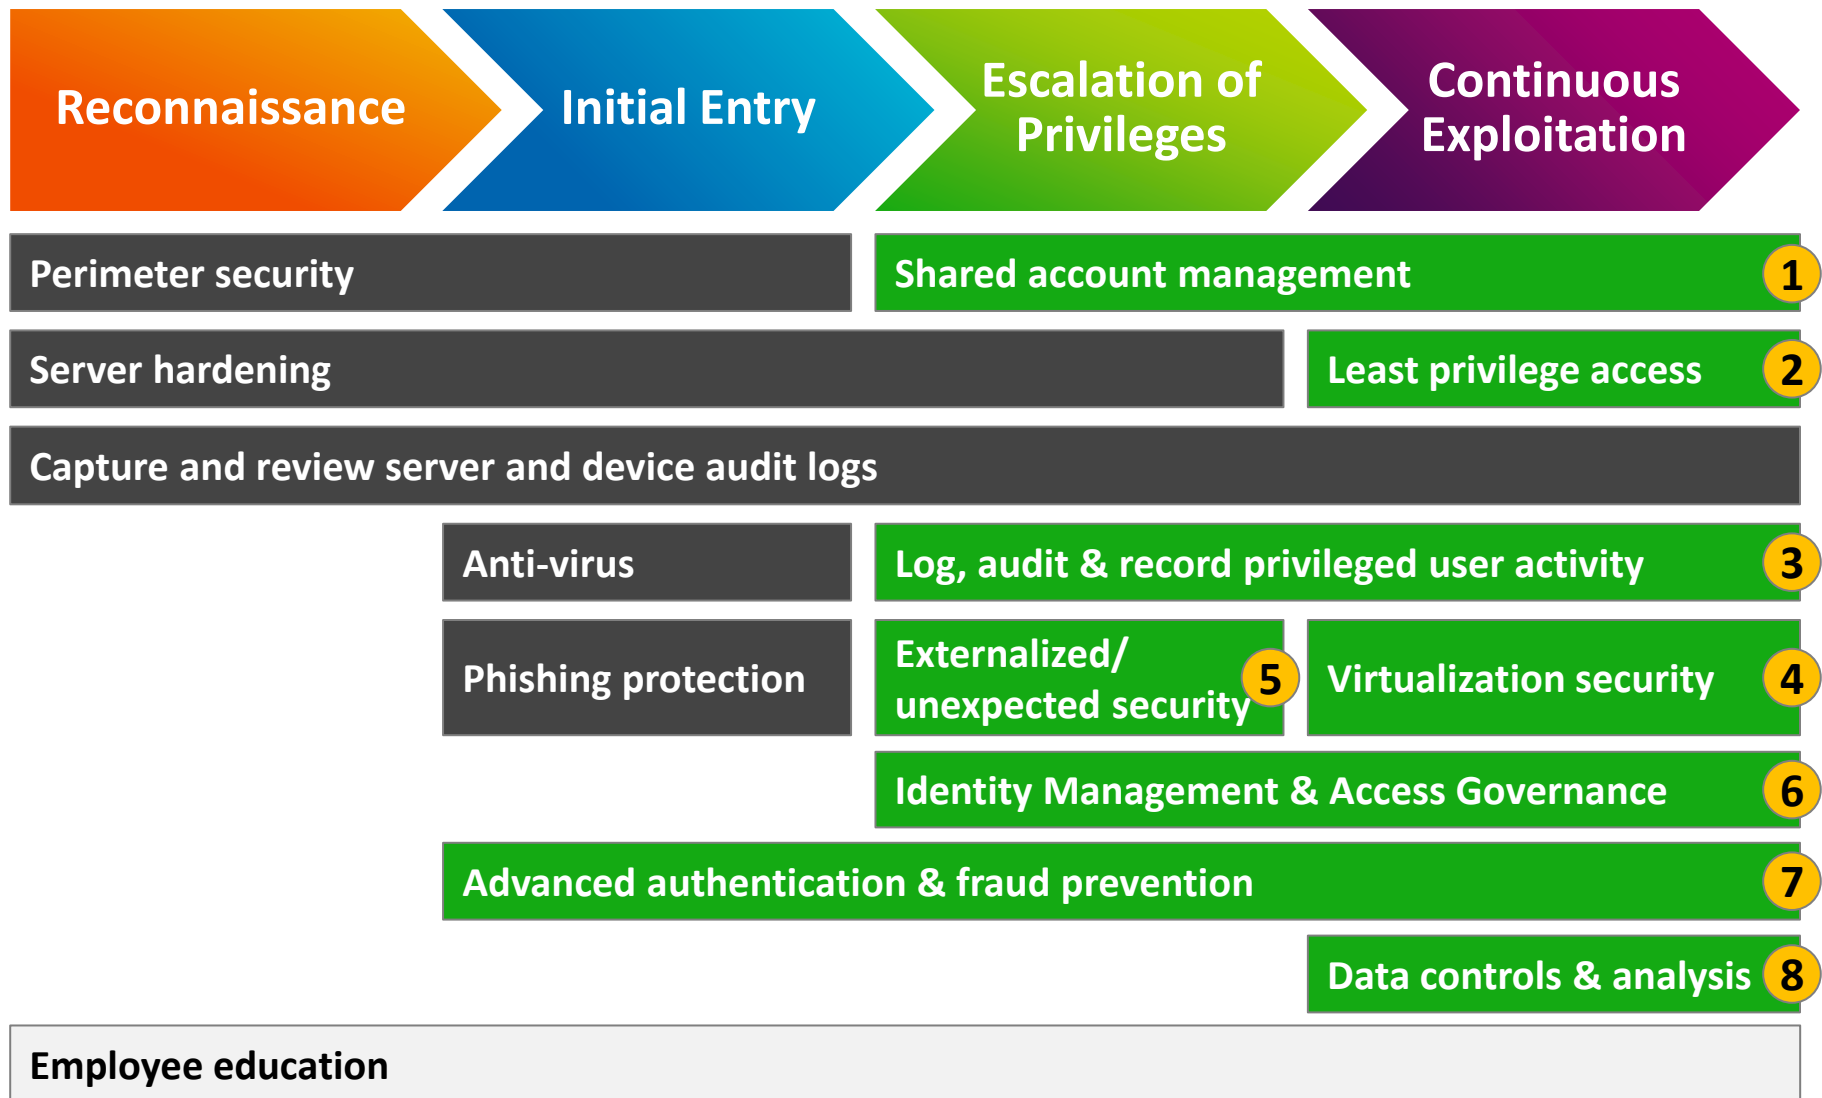 Reconnaissance
Initial Entry
Escalation of
Privileges
Continuous
Exploitation
Perimeter security
Shared account management
1
Server hardening
Least privilege access
2
Capture and review server and device audit logs
Anti-virus
Log, audit & record privileged user activity
3
Phishing protection
Externalized/
unexpected security
5
Virtualization security
4
Identity Management & Access Governance
6
Advanced authentication & fraud prevention
7
Data controls & analysis
8
Employee education